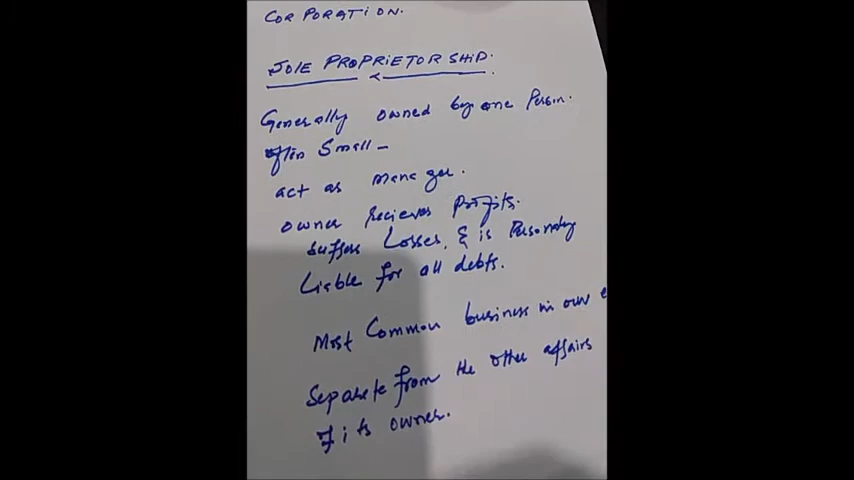 CORPORATION.
SOLE PROPRIETORSHIP.
Generally owned by one Person.
often Small -
act as manager.
owner recieves Profits.
suffers Losses, & is Personally
Liable for all debts.
Most Common business in our e
Separate from the other affairs
of its owner.